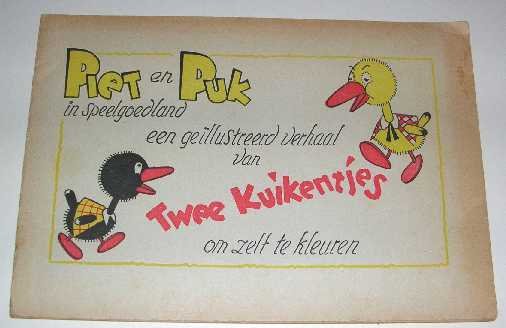 Piet en Puk
in speelgoedland
een geïllustreerd verhaal
van
Twee Kuikentjes
om zelf te kleuren